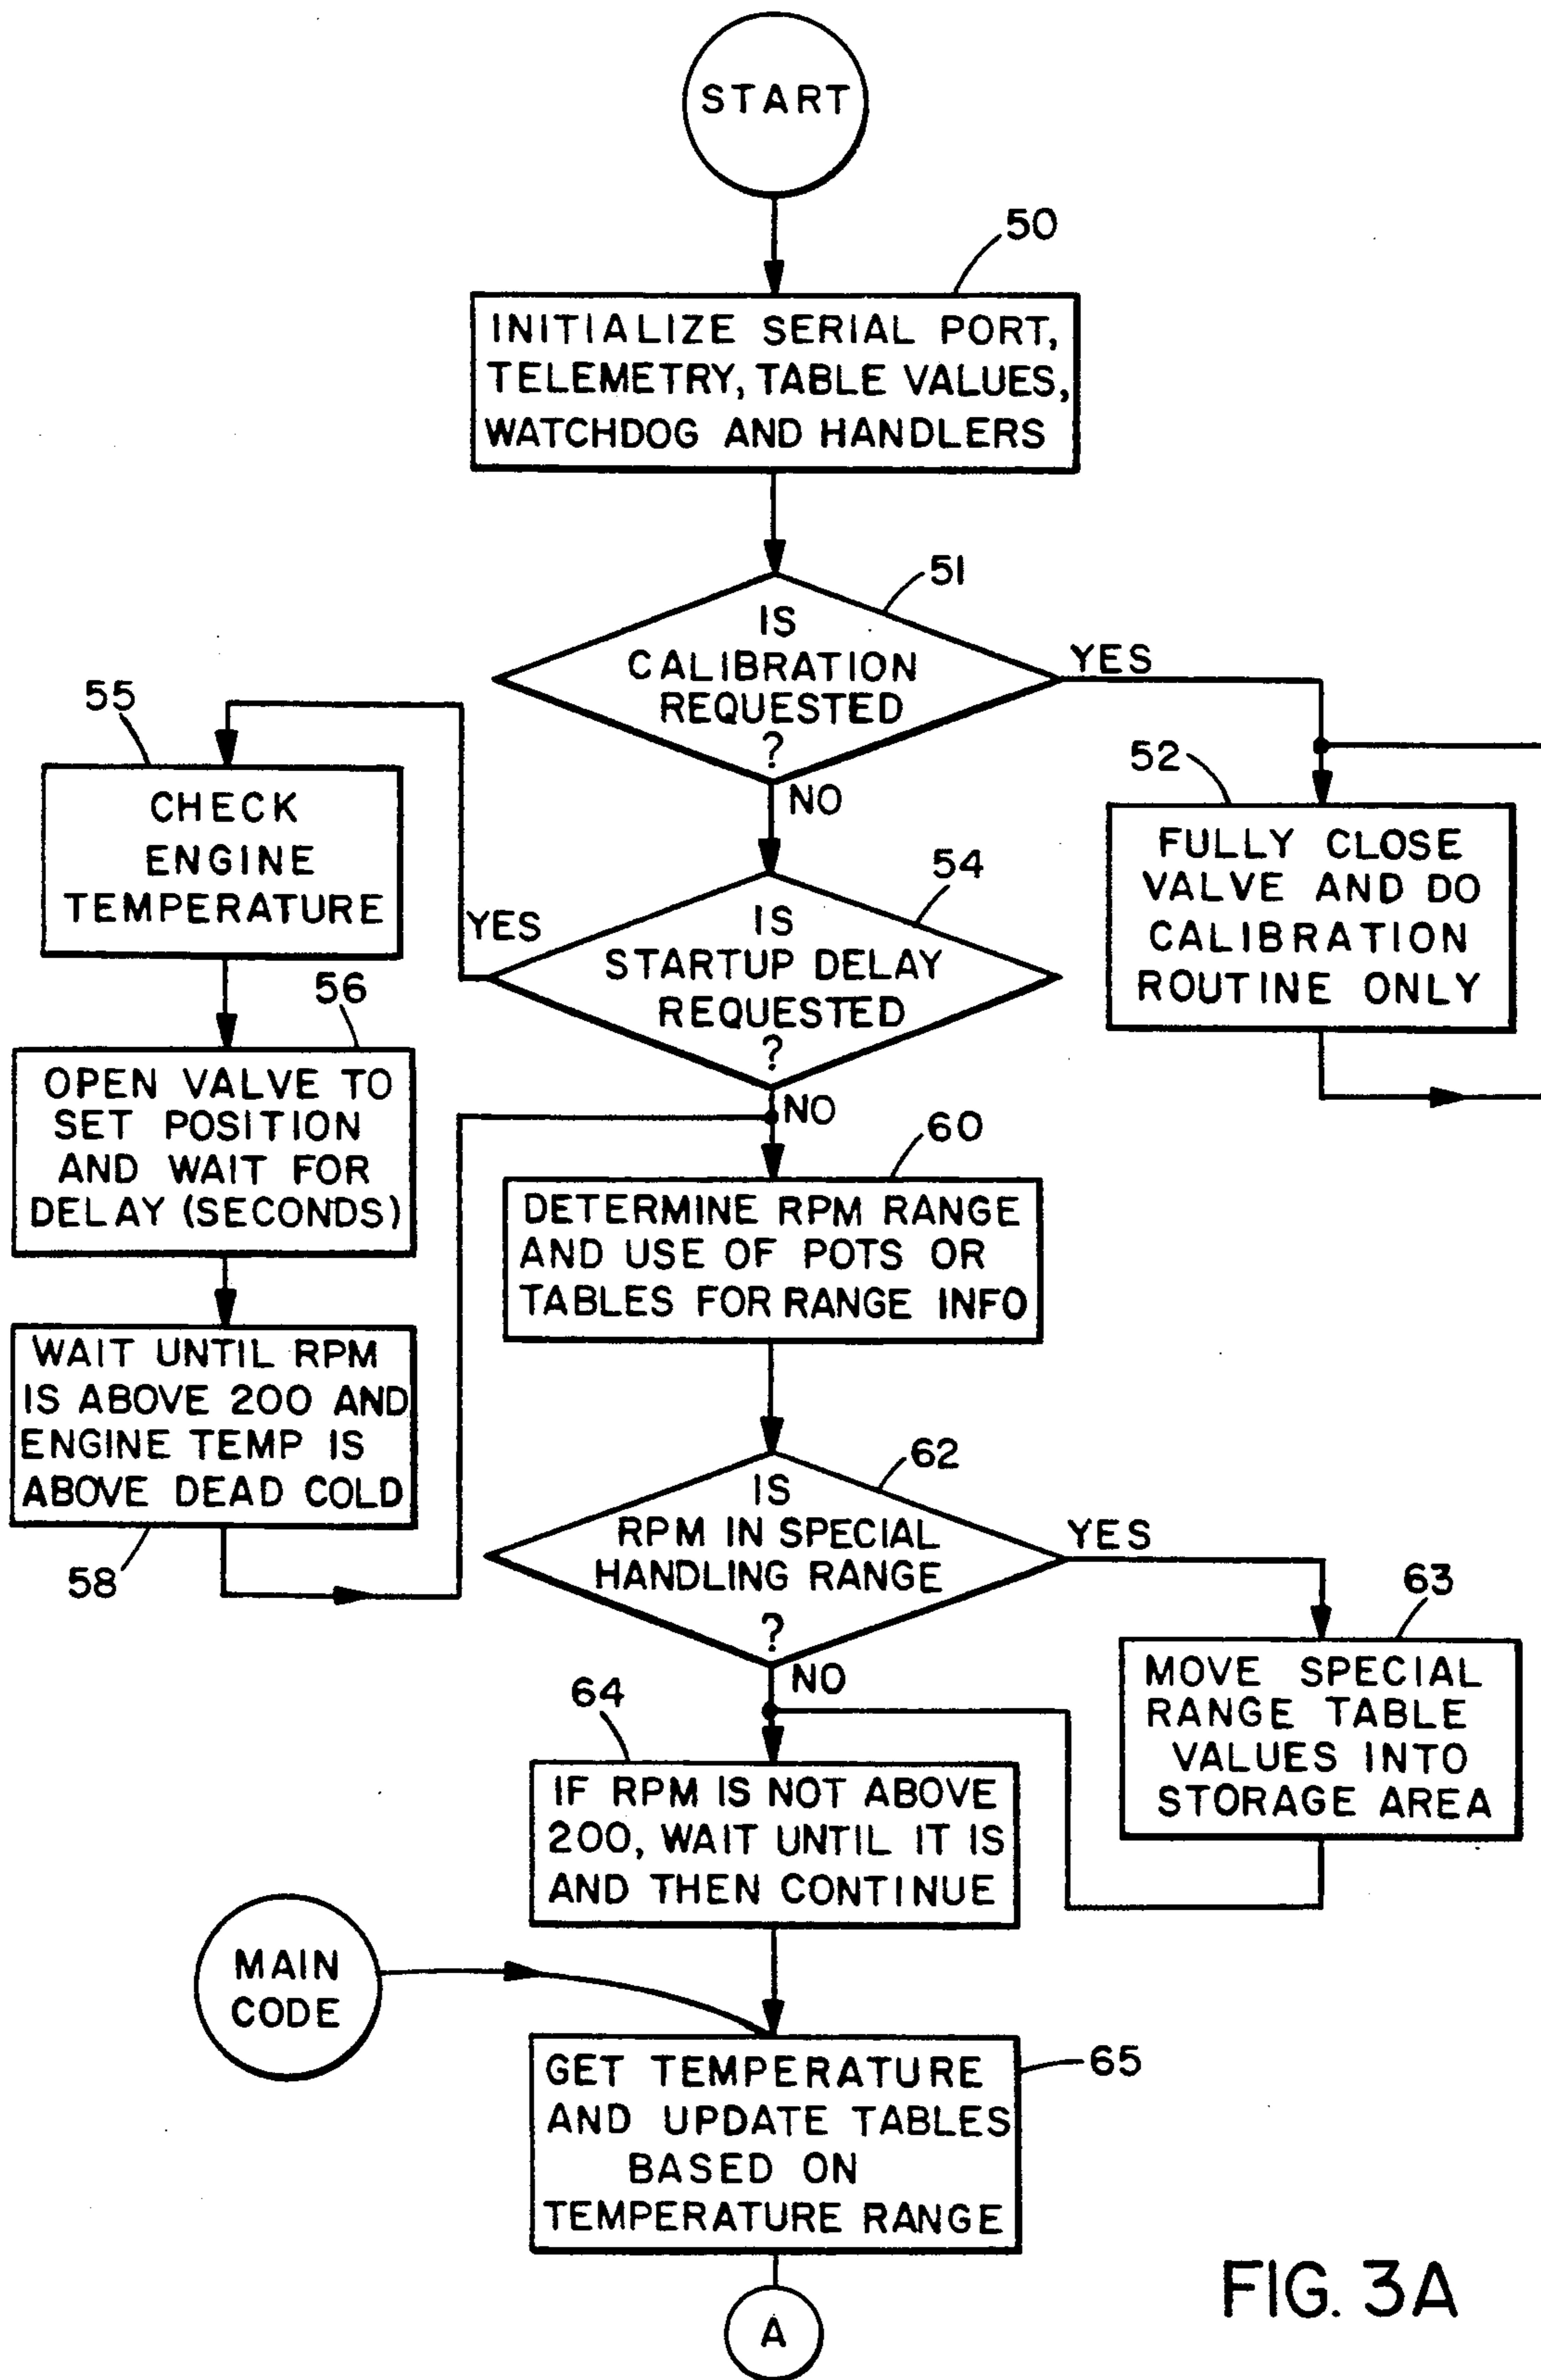 START
50
INITIALIZE SERIAL PORT,
TELEMETRY, TABLE VALUES,
WATCHDOG AND HANDLERS
51
IS
CALIBRATION
REQUESTED
?
YES
NO
52
FULLY CLOSE
VALVE AND DO
CALIBRATION
ROUTINE ONLY
54
IS
STARTUP DELAY
REQUESTED
?
YES
NO
55
CHECK
ENGINE
TEMPERATURE
56
OPEN VALVE TO
SET POSITION
AND WAIT FOR
DELAY (SECONDS)
WAIT UNTIL RPM
IS ABOVE 200 AND
ENGINE TEMP IS
ABOVE DEAD COLD
58
60
DETERMINE RPM RANGE
AND USE OF POTS OR
TABLES FOR RANGE INFO
62
IS
RPM IN SPECIAL
HANDLING RANGE
?
YES
NO
63
MOVE SPECIAL
RANGE TABLE
VALUES INTO
STORAGE AREA
64
IF RPM IS NOT ABOVE
200, WAIT UNTIL IT IS
AND THEN CONTINUE
MAIN
CODE
65
GET TEMPERATURE
AND UPDATE TABLES
BASED ON
TEMPERATURE RANGE
A
FIG. 3A